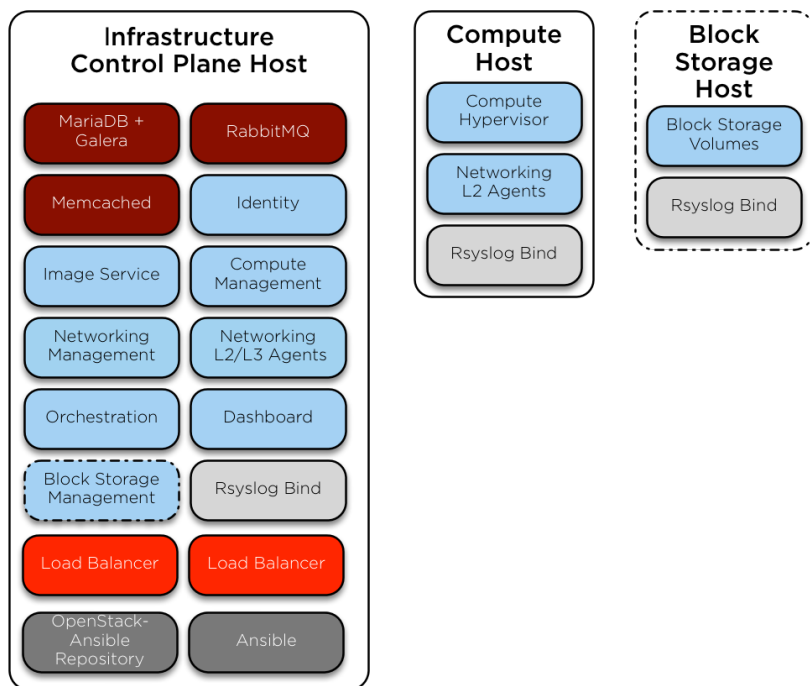 Infrastructure
Control Plane Host
MariaDB +
Galera
RabbitMQ
Memcached
Identity
Image Service
Compute
Management
Networking
Management
Networking
L2/L3 Agents
Orchestration
Dashboard
Block Storage
Management
Rsyslog Bind
Load Balancer
Load Balancer
OpenStack-
Ansible
Repository
Ansible
Compute
Host
Compute
Hypervisor
Networking
L2 Agents
Rsyslog Bind
Block
Storage
Host
Block Storage
Volumes
Rsyslog Bind